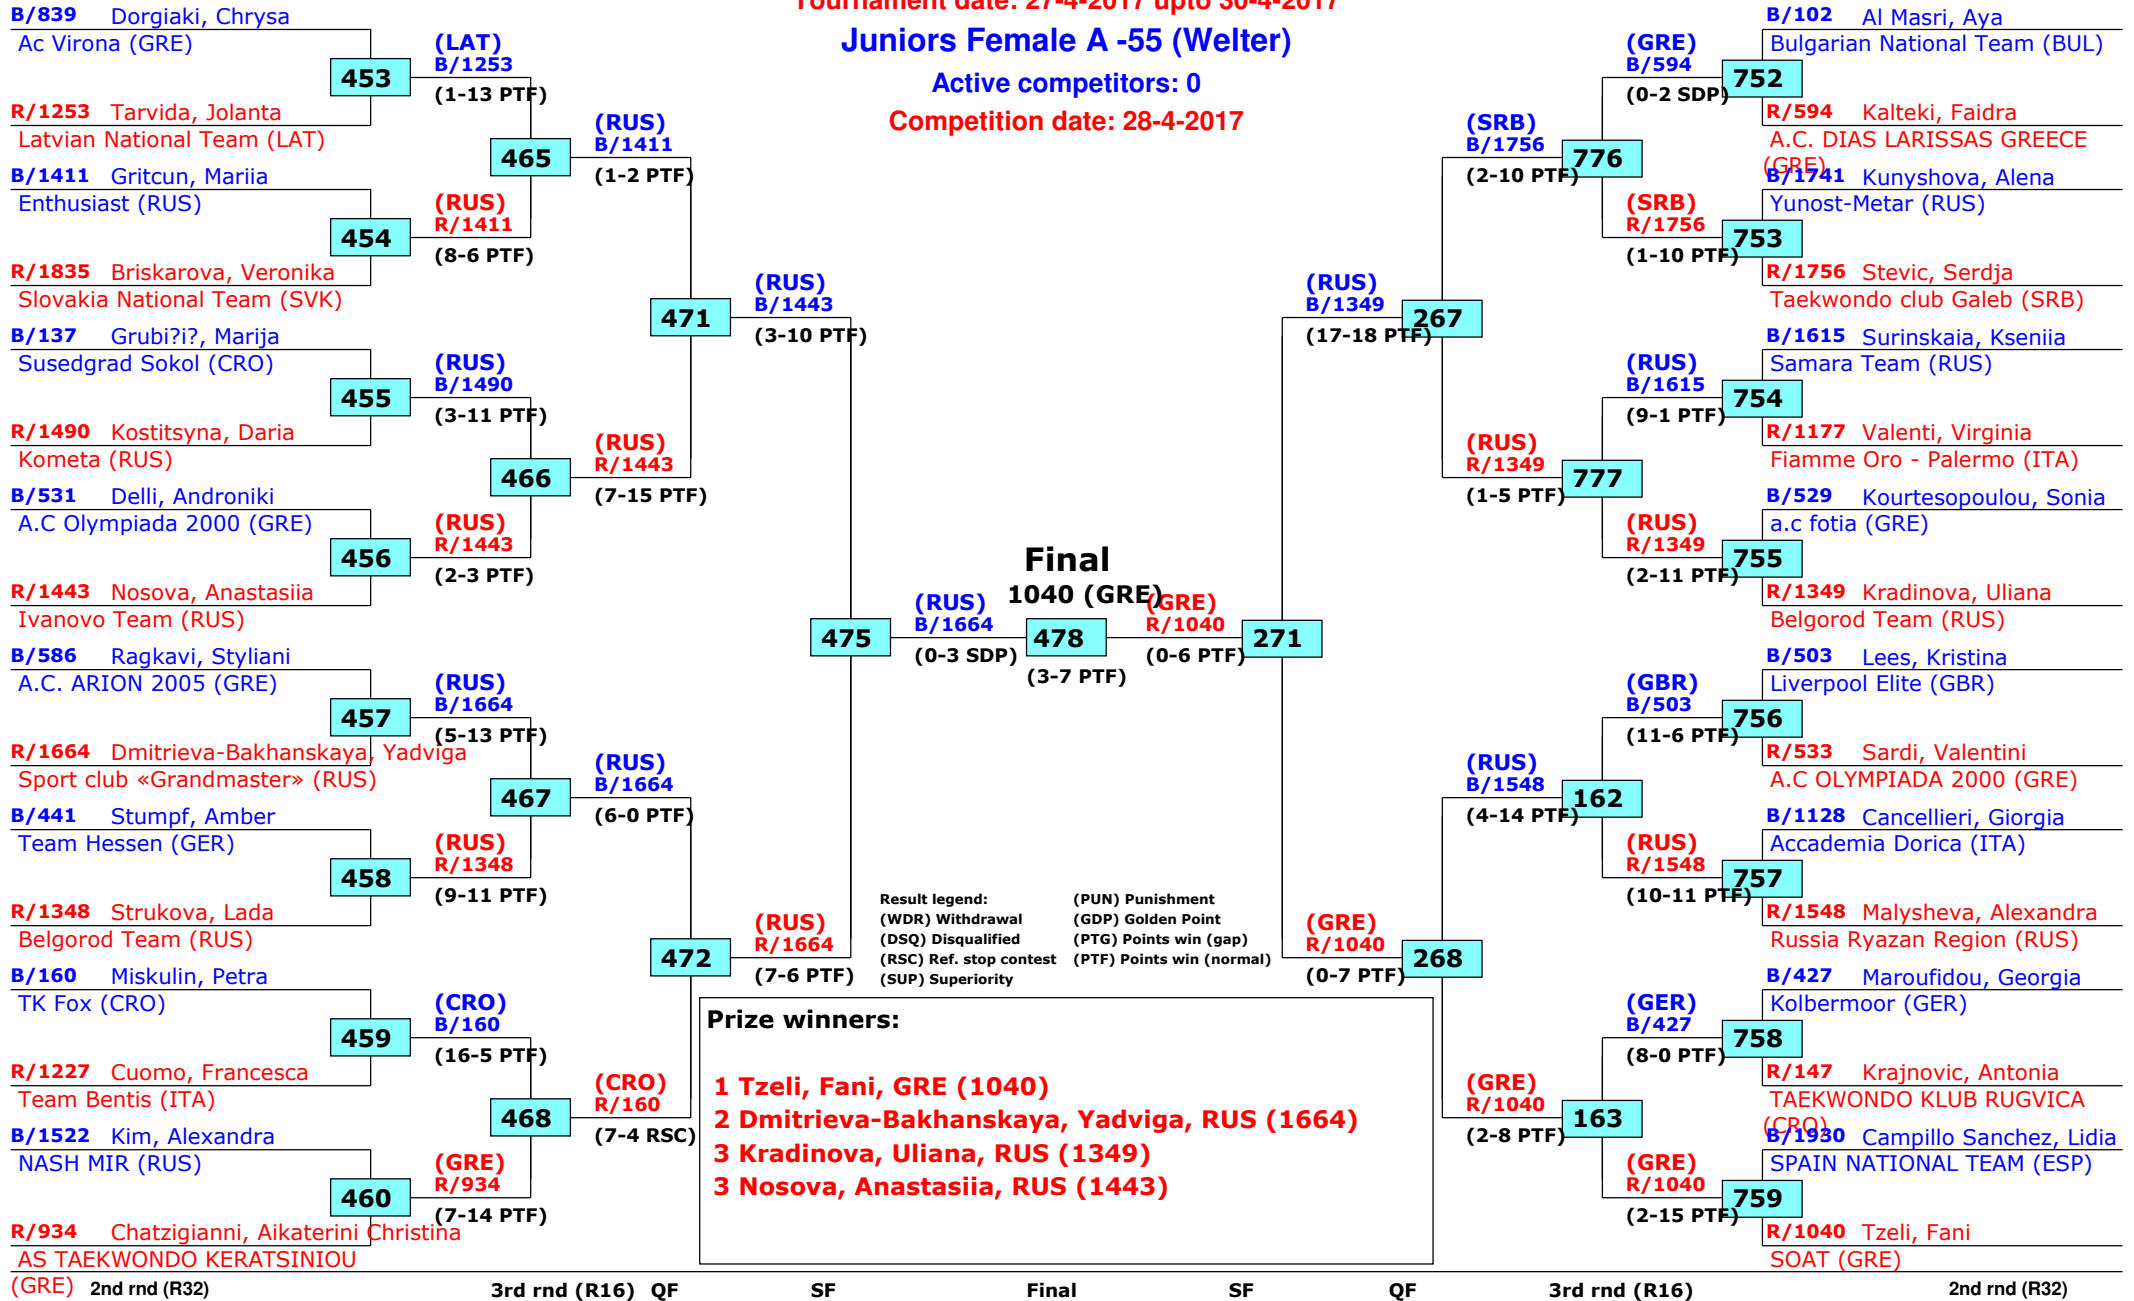 Tournament date: 27-4-2017 upto 30-4-2017
Juniors Female A -55 (Welter)
Active competitors: 0
Competition date: 28-4-2017
B/839 Dorgiaki, Chrysa
Ac Virona (GRE)
453
R/1253 Tarvida, Jolanta
Latvian National Team (LAT)
B/1411 Gritcun, Mariia
Enthusiast (RUS)
454
R/1835 Briskarova, Veronika
Slovakia National Team (SVK)
B/137 Grubi?i?, Marija
Susedgrad Sokol (CRO)
455
R/1490 Kostitsyna, Daria
Kometa (RUS)
B/531 Delli, Androniki
A.C Olympiada 2000 (GRE)
456
R/1443 Nosova, Anastasiia
Ivanovo Team (RUS)
B/586 Ragkavi, Styliani
A.C. ARION 2005 (GRE)
457
R/1664 Dmitrieva-Bakhanskaya, Yadviga
Sport club «Grandmaster» (RUS)
B/441 Stumpf, Amber
Team Hessen (GER)
458
R/1348 Strukova, Lada
Belgorod Team (RUS)
B/160 Miskulin, Petra
TK Fox (CRO)
459
R/1227 Cuomo, Francesca
Team Bentis (ITA)
B/1522 Kim, Alexandra
NASH MIR (RUS)
460
R/934 Chatzigianni, Aikaterini Christina
AS TAEKWONDO KERATSINIOU
(GRE)
(LAT)
B/1253
(1-13 PTF)
465
(RUS)
R/1411
(8-6 PTF)
(RUS)
B/1490
(3-11 PTF)
466
(RUS)
R/1443
(2-3 PTF)
(RUS)
B/1664
(5-13 PTF)
467
(RUS)
R/1348
(9-11 PTF)
(CRO)
B/160
(16-5 PTF)
468
(GRE)
R/934
(7-14 PTF)
(RUS)
B/1411
(1-2 PTF)
471
(RUS)
R/1443
(7-15 PTF)
(RUS)
B/1664
(6-0 PTF)
472
(CRO)
R/160
(7-4 RSC)
(RUS)
B/1443
(3-10 PTF)
475
(RUS)
R/1664
(7-6 PTF)
Final
1040 (GRE)
(RUS)
B/1664
(0-3 SDP)
478
(3-7 PTF)
(GRE)
R/1040
(0-6 PTF)
271
(RUS)
B/1349
(17-18 PTF)
267
(GRE)
R/1040
(0-7 PTF)
268
(SRB)
B/1756
(2-10 PTF)
776
(RUS)
R/1349
(1-5 PTF)
777
(RUS)
B/1548
(4-14 PTF)
162
(GRE)
R/1040
(2-8 PTF)
163
(GRE)
B/594
(0-2 SDP)
752
(SRB)
R/1756
(1-10 PTF)
753
(RUS)
B/1615
(9-1 PTF)
754
(RUS)
R/1349
(2-11 PTF)
755
(GBR)
B/503
(11-6 PTF)
756
(RUS)
R/1548
(10-11 PTF)
757
(GER)
B/427
(8-0 PTF)
758
(GRE)
R/1040
(2-15 PTF)
759
B/102 Al Masri, Aya
Bulgarian National Team (BUL)
R/594 Kalteki, Faidra
A.C. DIAS LARISSAS GREECE
(GRE)
B/1741 Kunyshova, Alena
Yunost-Metar (RUS)
R/1756 Stevic, Serdja
Taekwondo club Galeb (SRB)
B/1615 Surinskaia, Kseniia
Samara Team (RUS)
R/1177 Valenti, Virginia
Fiamme Oro - Palermo (ITA)
B/529 Kourtesopoulou, Sonia
a.c fotia (GRE)
R/1349 Kradinova, Uliana
Belgorod Team (RUS)
B/503 Lees, Kristina
Liverpool Elite (GBR)
R/533 Sardi, Valentini
A.C OLYMPIADA 2000 (GRE)
B/1128 Cancellieri, Giorgia
Accademia Dorica (ITA)
R/1548 Malysheva, Alexandra
Russia Ryazan Region (RUS)
B/427 Maroufidou, Georgia
Kolbermoor (GER)
R/147 Krajnovic, Antonia
TAEKWONDO KLUB RUGVICA
(CRO)
B/1930 Campillo Sanchez, Lidia
SPAIN NATIONAL TEAM (ESP)
R/1040 Tzeli, Fani
SOAT (GRE)
Result legend: (PUN) Punishment
(WDR) Withdrawal (GDP) Golden Point
(DSQ) Disqualified (PTG) Points win (gap)
(RSC) Ref. stop contest (PTF) Points win (normal)
(SUP) Superiority
Prize winners:
1 Tzeli, Fani, GRE (1040)
2 Dmitrieva-Bakhanskaya, Yadviga, RUS (1664)
3 Kradinova, Uliana, RUS (1349)
3 Nosova, Anastasiia, RUS (1443)
2nd rnd (R32) 3rd rnd (R16) QF SF Final SF QF 3rd rnd (R16) 2nd rnd (R32)